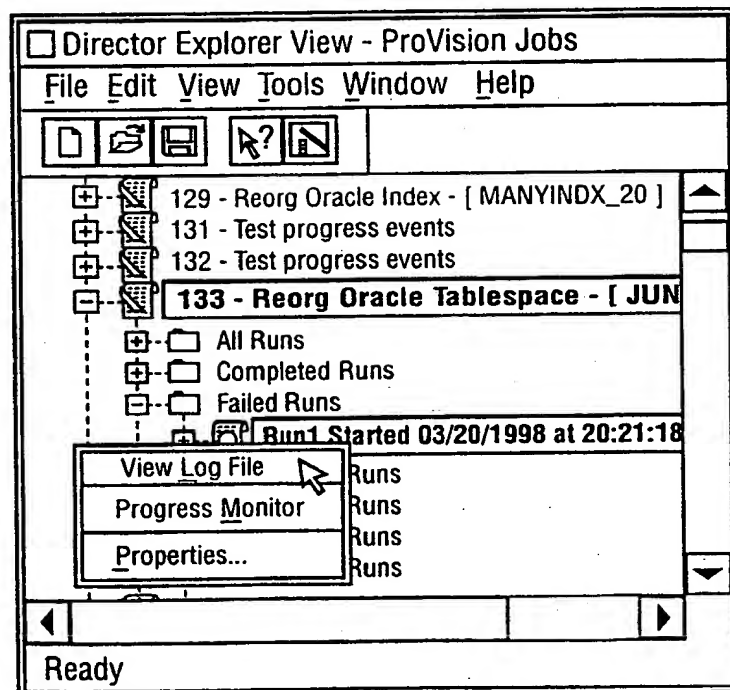 Director Explorer View - ProVision Jobs
File Edit View Tools Window Help
?
129 - Reorg Oracle Index - [ MANYINDX_20 ]
131 - Test progress events
132 - Test progress events
133 - Reorg Oracle Tablespace - [ JUN
All Runs
Completed Runs
Failed Runs
Run1 Started 03/20/1998 at 20:21:18
View Log File
Runs
Progress Monitor
Runs
Runs
Properties...
Runs
Ready